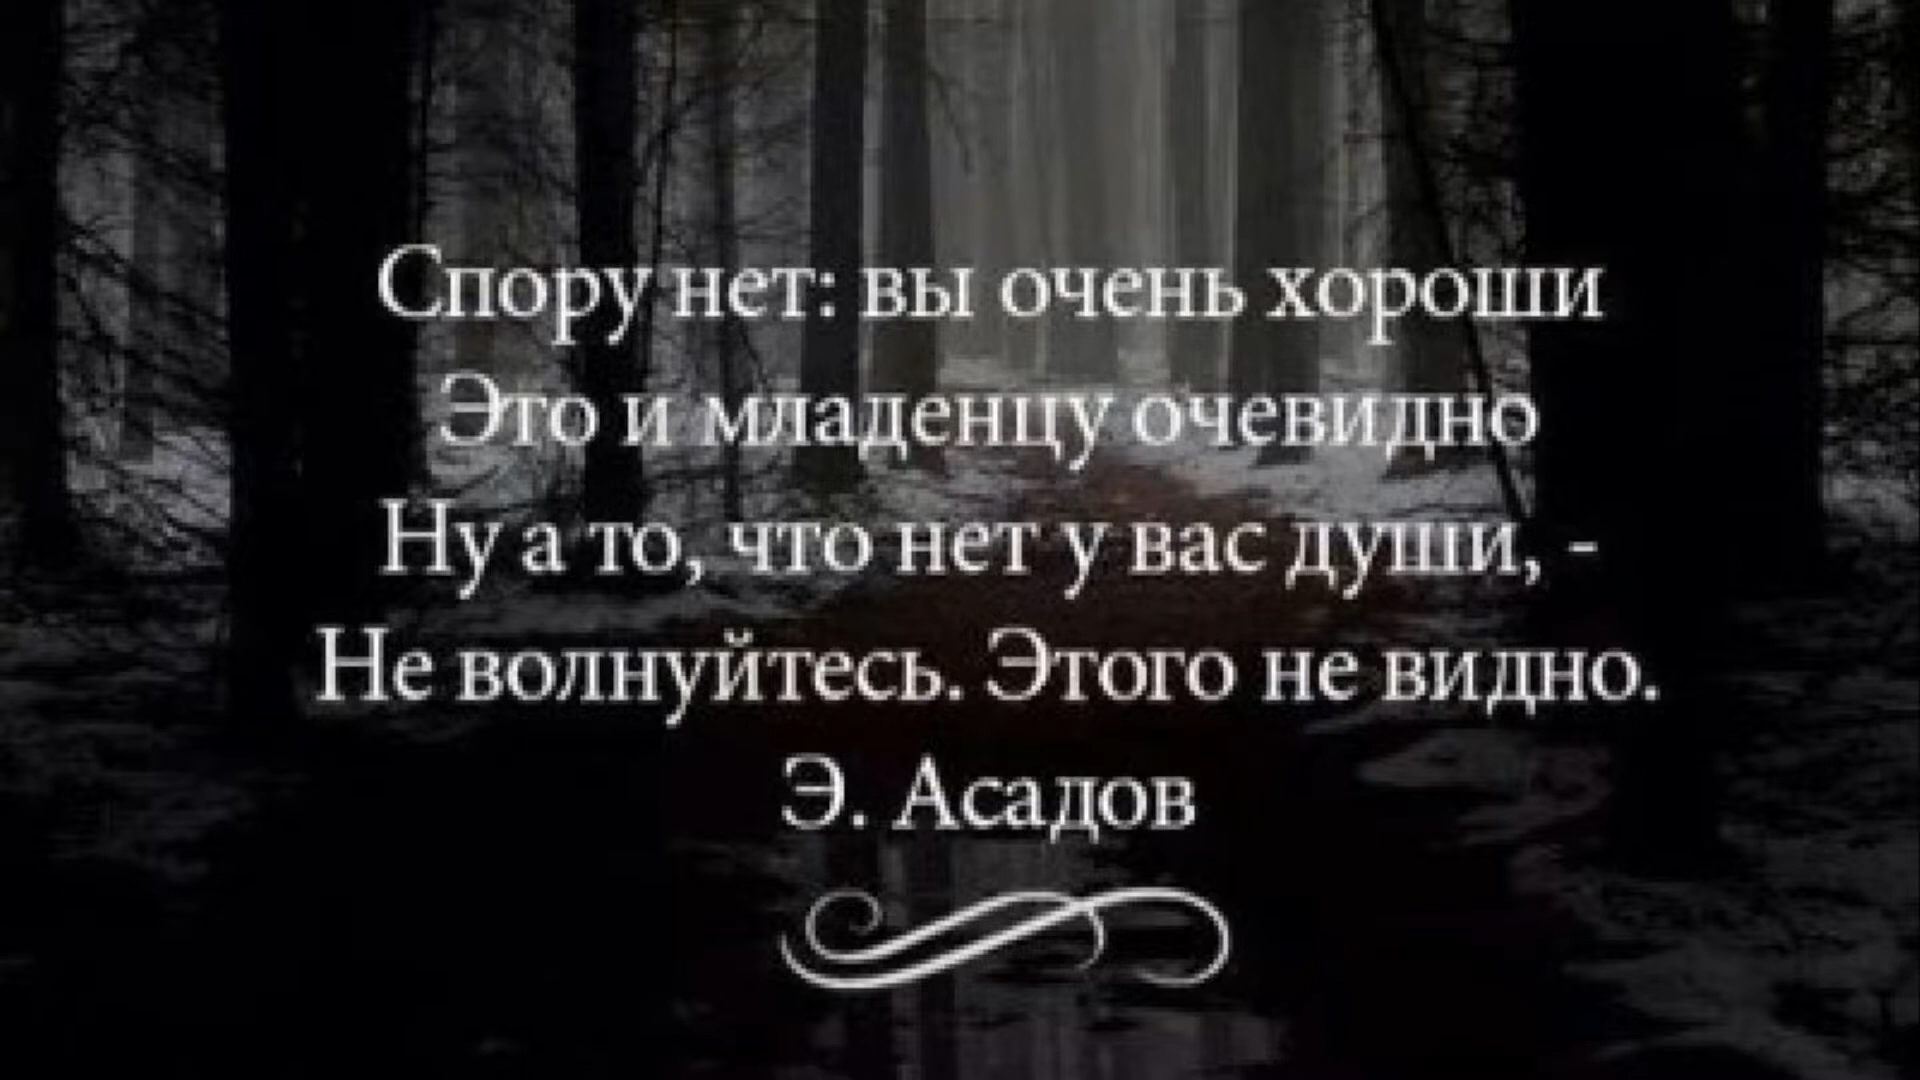 Спору нет: вы очень хороши
Это и младенцу очевидно
Ну а то, что нет у вас души, -
Не волнуйтесь. Этого не видно.
Э. Асадов